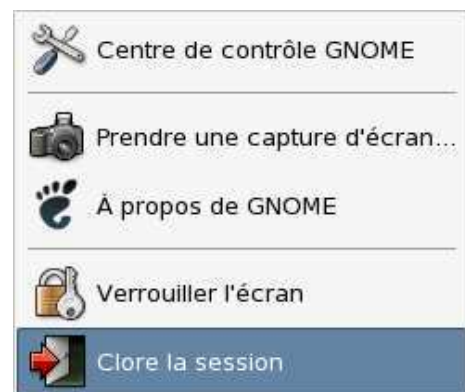 Centre de contrôle GNOME
Prendre une capture d'écran...
À propos de GNOME
Verrouiller l'écran
Clore la session